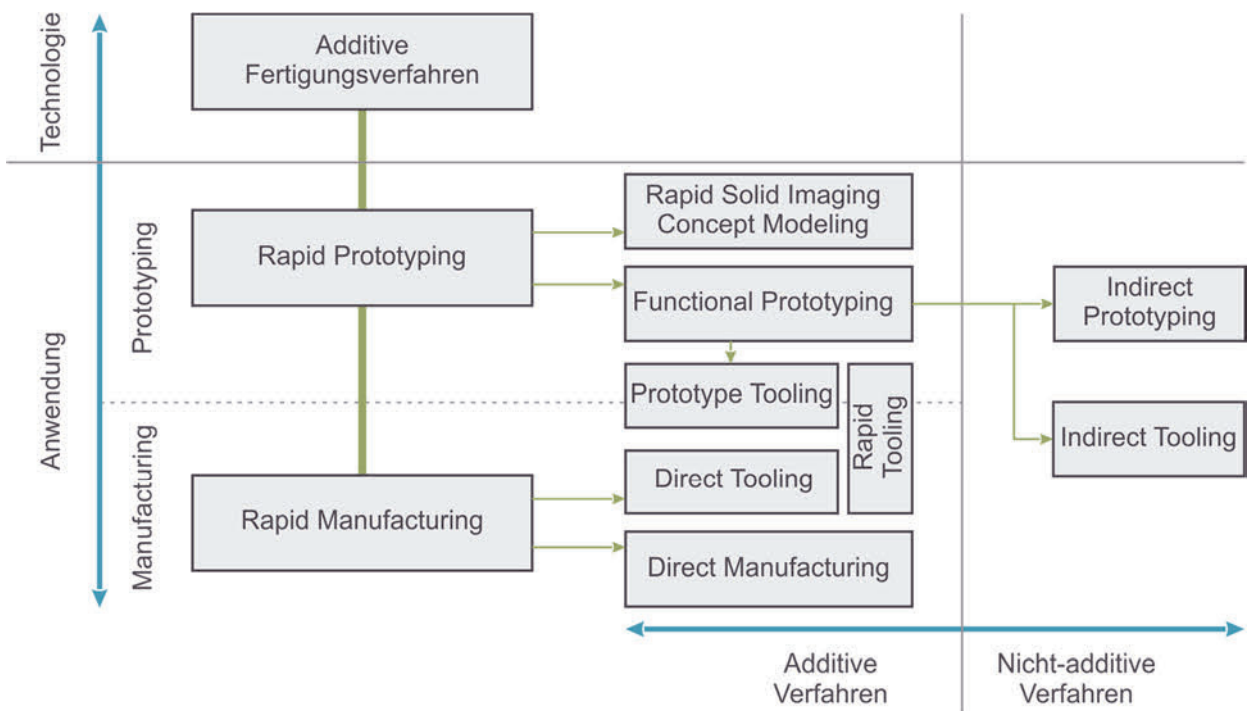 Technologie
Additive
Fertigungsverfahren
Anwendung
Prototyping
Rapid Prototyping
Rapid Solid Imaging
Concept Modeling
Functional Prototyping
Indirect
Prototyping
Prototype Tooling
Rapid
Tooling
Indirect Tooling
Manufacturing
Rapid Manufacturing
Direct Tooling
Direct Manufacturing
Additive
Verfahren
Nicht-additive
Verfahren